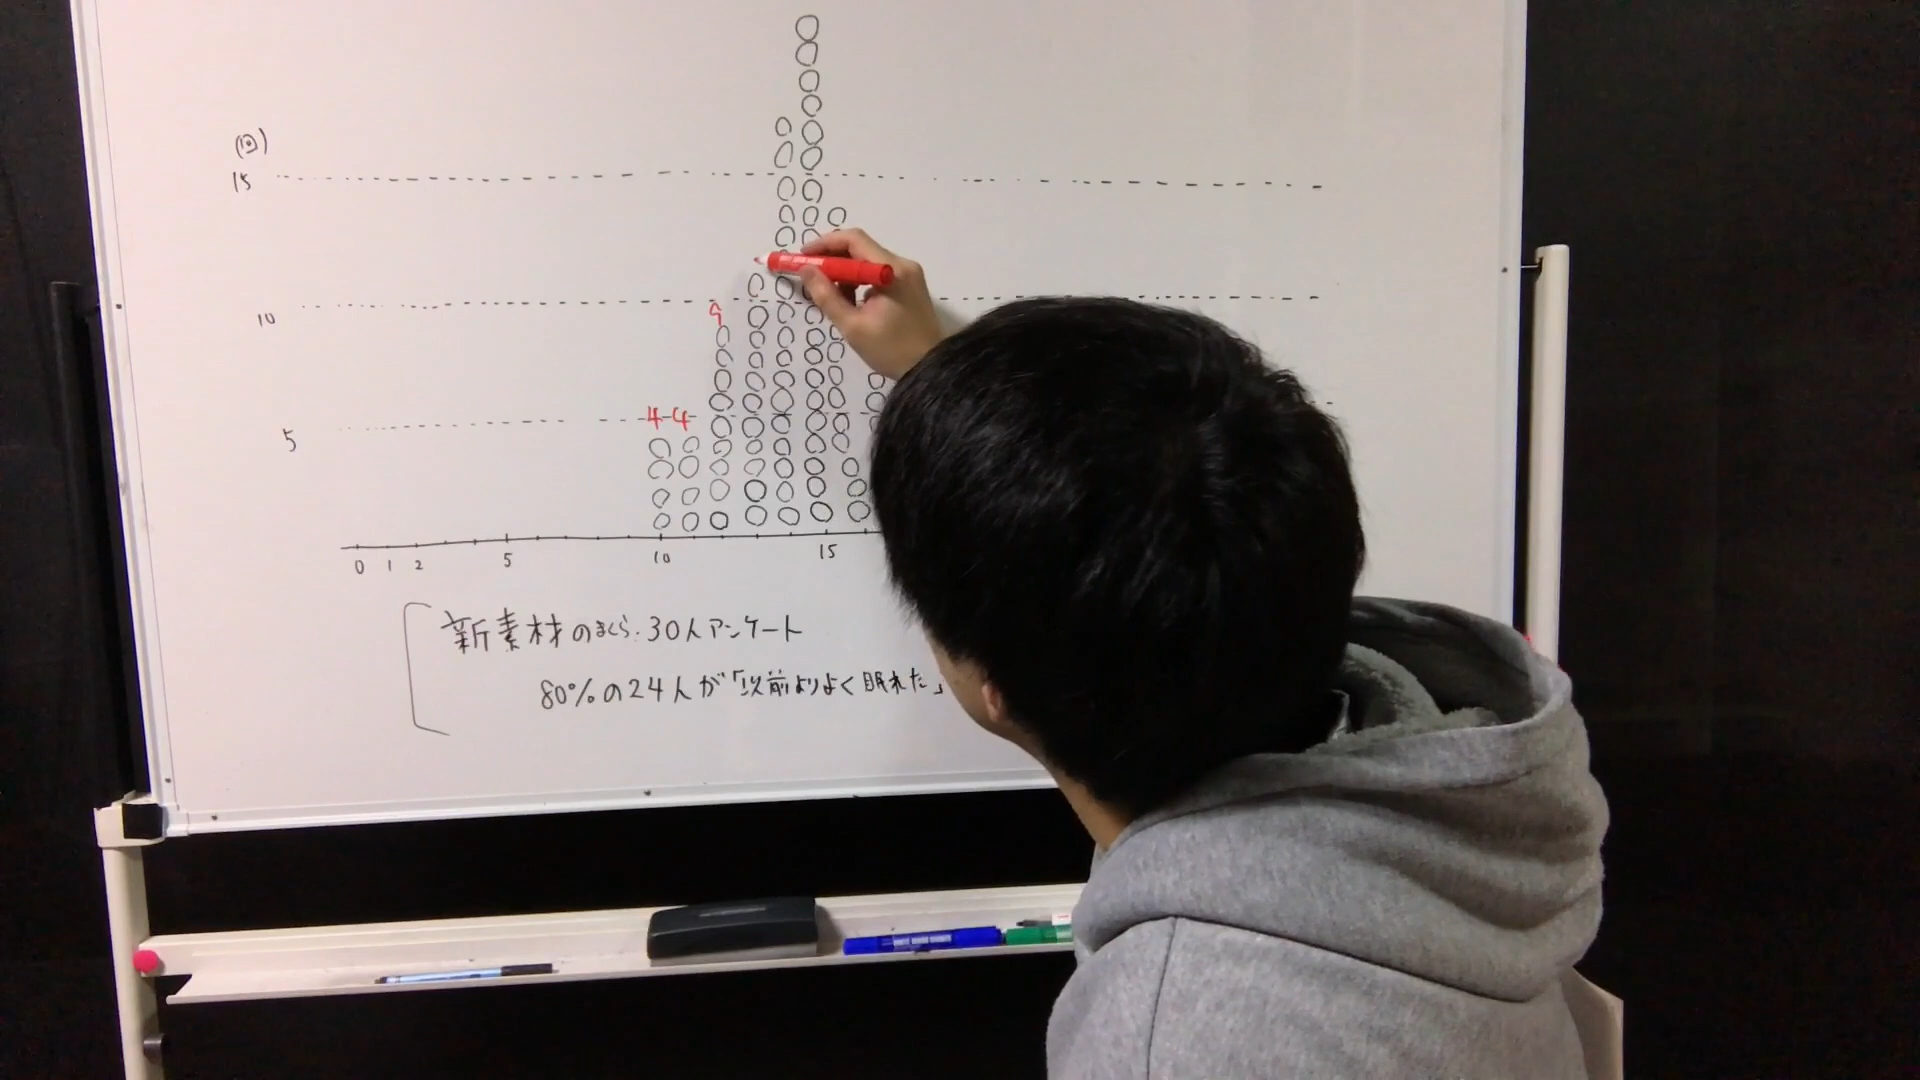 (回)
15
10
9
4 4
5
0 1 2 5 10 15
新素材のまくら. 30人アンケート
80%の24人が「以前よりよく眠れた」